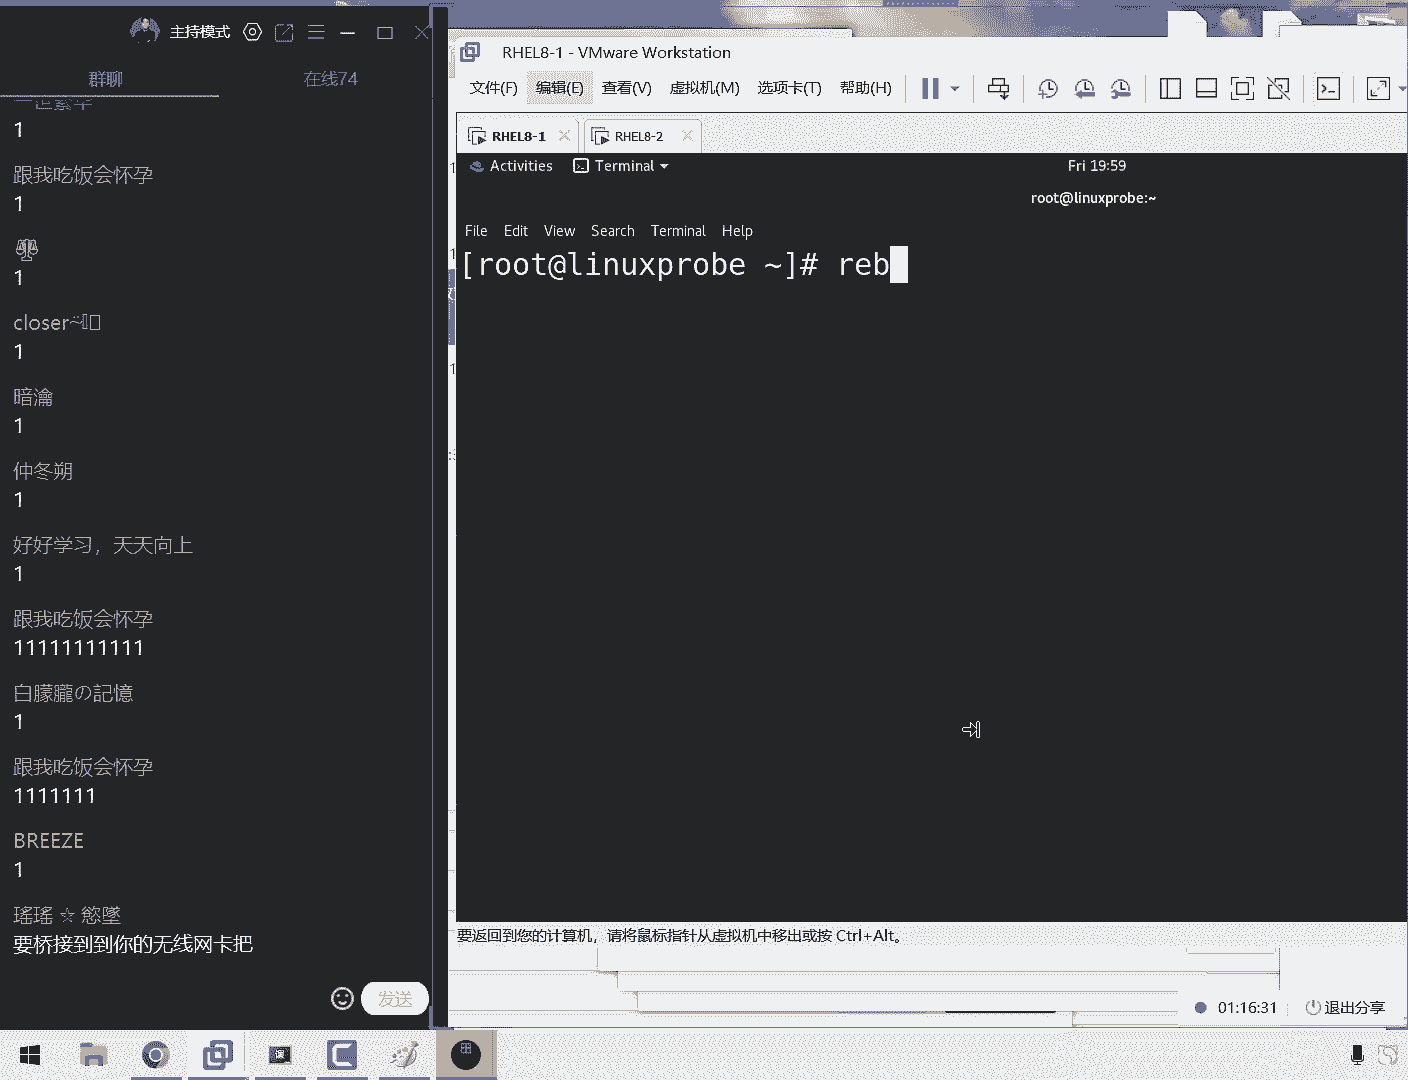 主持模式
群聊
在线74
1
跟我吃饭会怀孕
1
1
closer~
1
暗瀹
1
仲冬朔
1
好好学习，天天向上
1
跟我吃饭会怀孕
11111111111
白朦朧の記憶
1
跟我吃饭会怀孕
1111111
BREEZE
1
瑤瑤 ☆ 慾墜
要桥接到到你的无线网卡把
发送
RHEL8-1 - VMware Workstation
文件(F) 编辑(E) 查看(V) 虚拟机(M) 选项卡(T) 帮助(H)
RHEL8-1
RHEL8-2
Activities
Terminal
Fri 19:59
root@linuxprobe:~
File Edit View Search Terminal Help
[root@linuxprobe ~]# reb
要返回到您的计算机，请将鼠标指针从虚拟机中移出或按 Ctrl+Alt。
01:16:31
退出分享